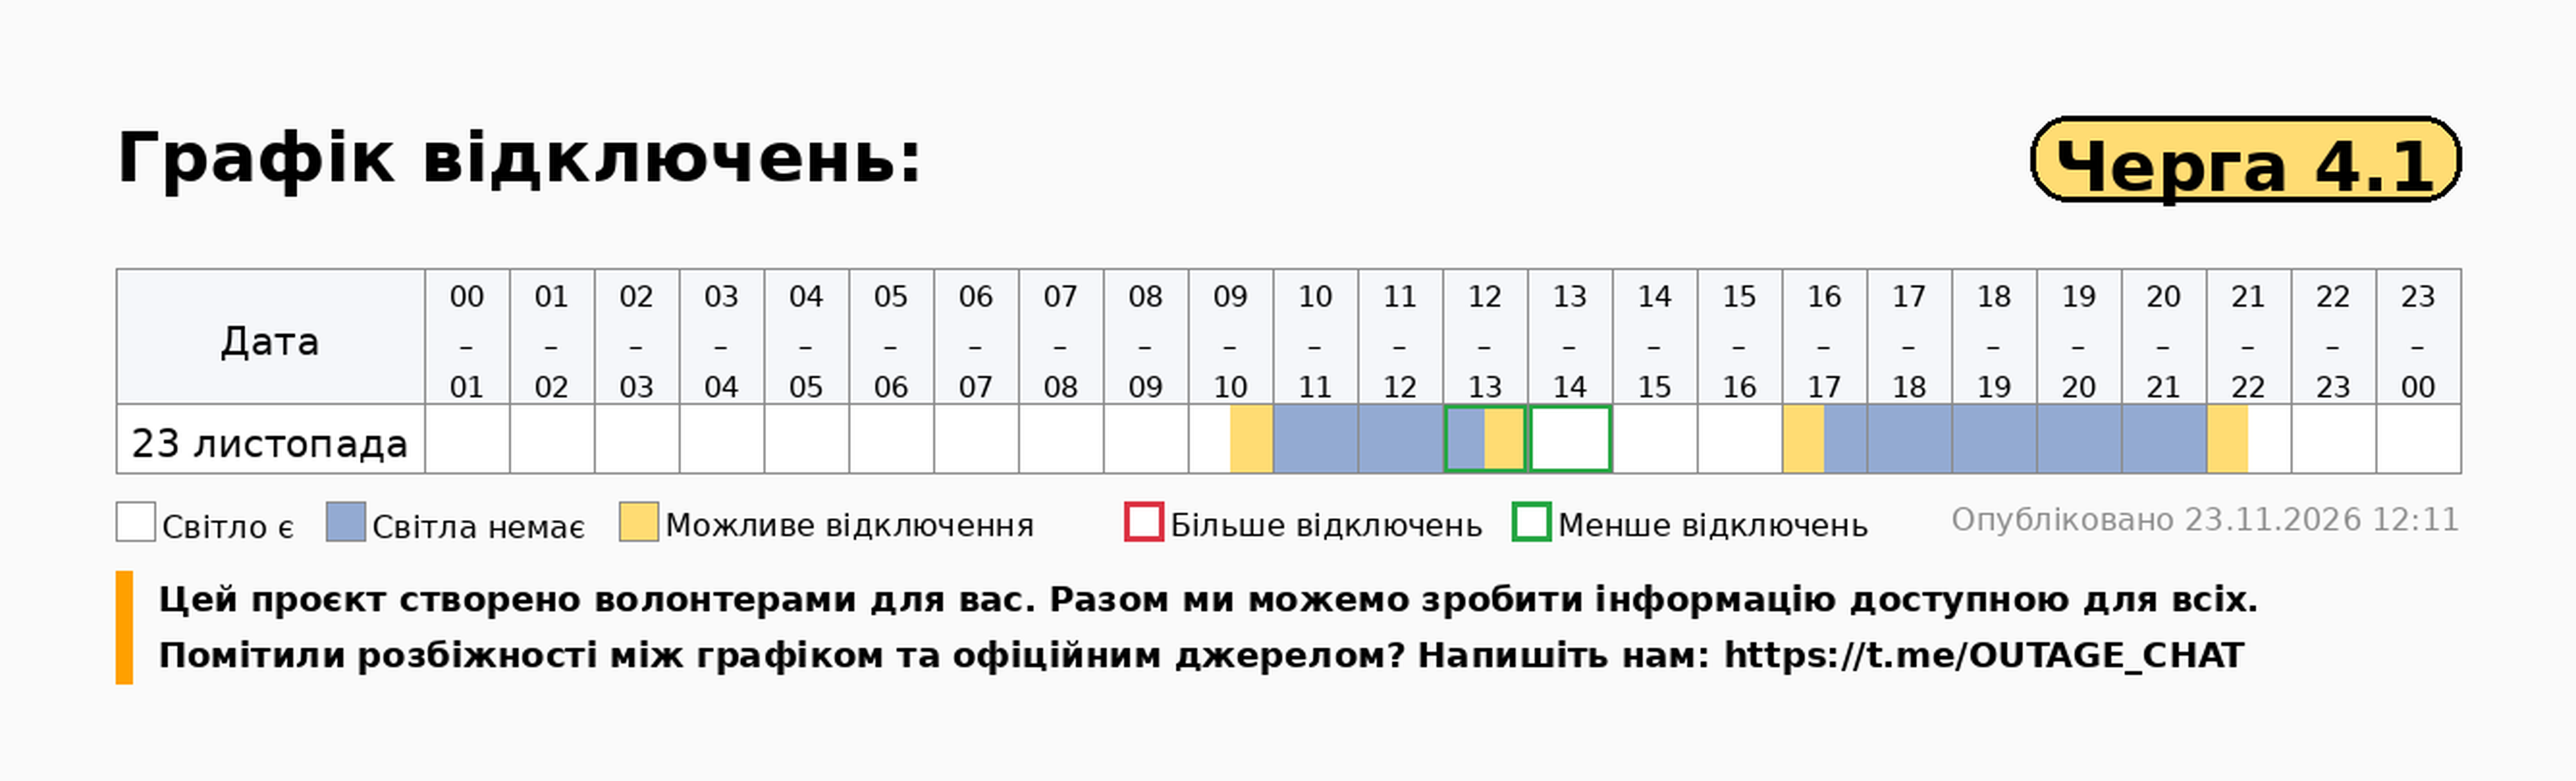 Графік відключень:
Черга 4.1
Дата 00 – 01 01 – 02 02 – 03 03 – 04 04 – 05 05 – 06 06 – 07 07 – 08 08 – 09 09 – 10 10 – 11 11 – 12 12 – 13 13 – 14 14 – 15 15 – 16 16 – 17 17 – 18 18 – 19 19 – 20 20 – 21 21 – 22 22 – 23 23 – 00
23 листопада
Світло є Світла немає Можливе відключення Більше відключень Менше відключень Опубліковано 23.11.2026 12:11
Цей проєкт створено волонтерами для вас. Разом ми можемо зробити інформацію доступною для всіх.
Помітили розбіжності між графіком та офіційним джерелом? Напишіть нам: https://t.me/OUTAGE_CHAT